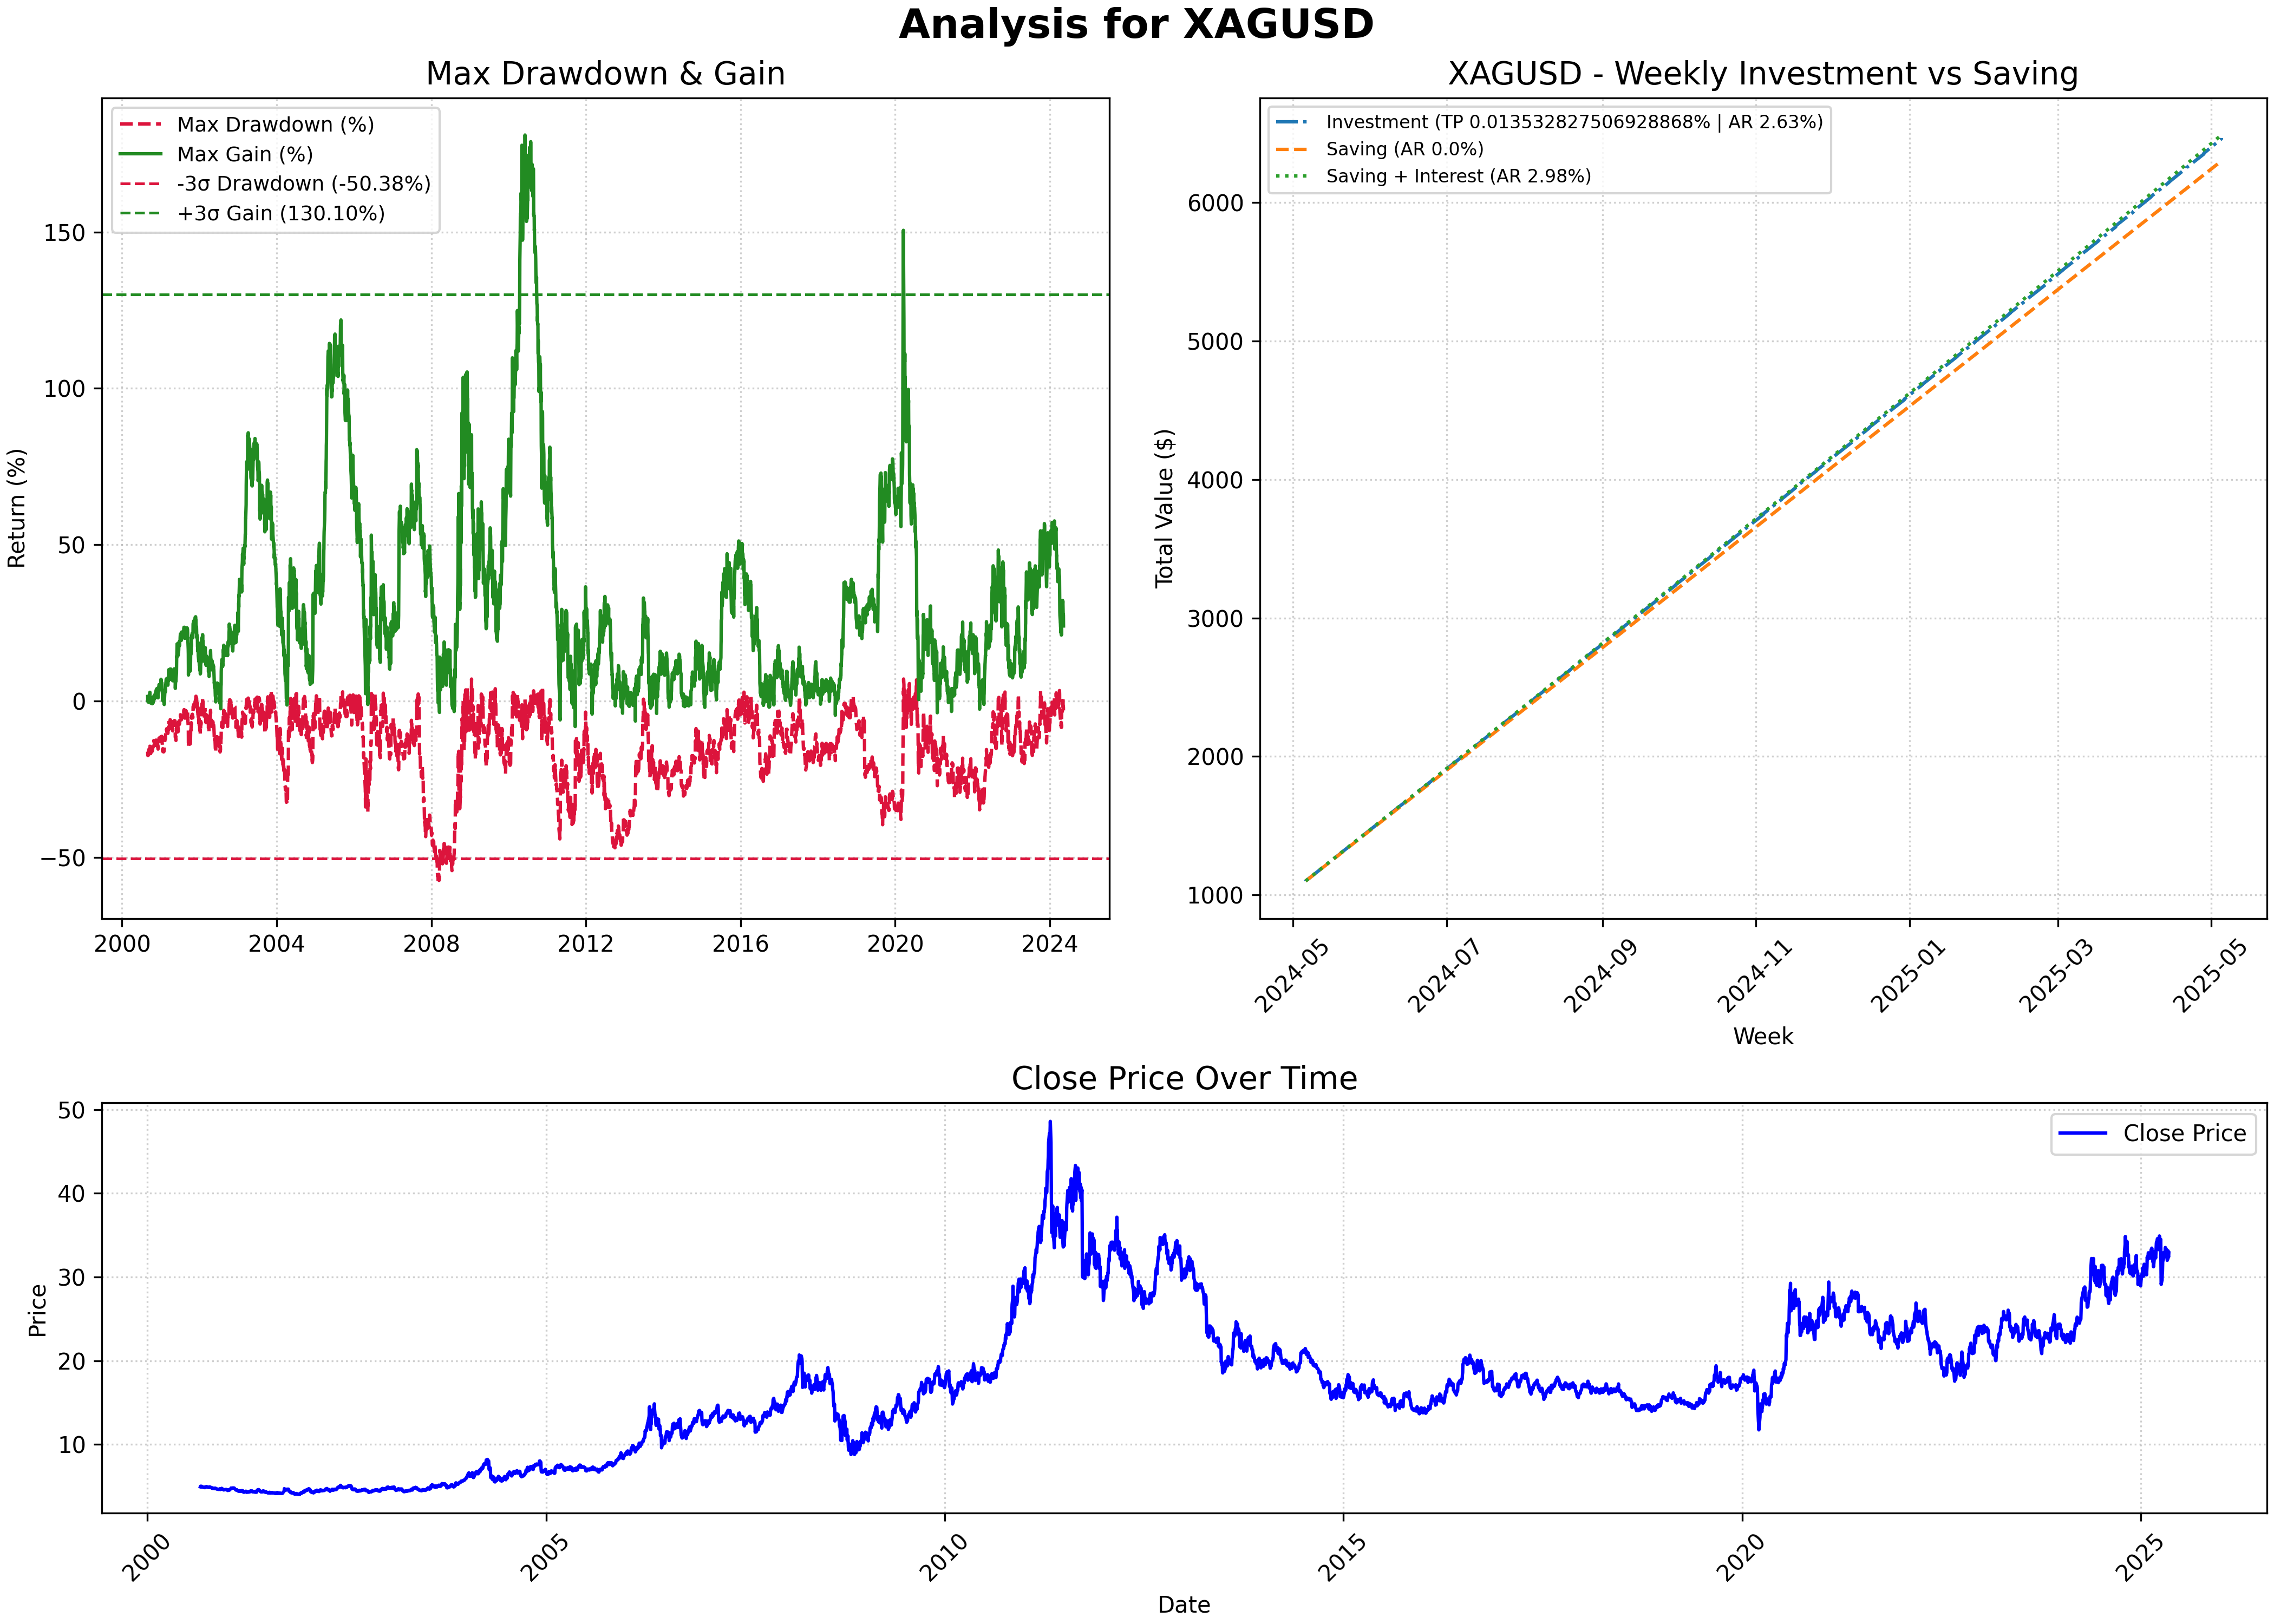 Analysis for XAGUSD
Max Drawdown & Gain
Max Drawdown (%)
Max Gain (%)
-3σ Drawdown (-50.38%)
+3σ Gain (130.10%)
Return (%)
150
100
50
0
−50
2000
2004
2008
2012
2016
2020
2024
XAGUSD - Weekly Investment vs Saving
Investment (TP 0.013532827506928868% | AR 2.63%)
Saving (AR 0.0%)
Saving + Interest (AR 2.98%)
Total Value ($)
6000
5000
4000
3000
2000
1000
2024-05
2024-07
2024-09
2024-11
2025-01
2025-03
2025-05
Week
Close Price Over Time
Close Price
Price
50
40
30
20
10
2000
2005
2010
2015
2020
2025
Date